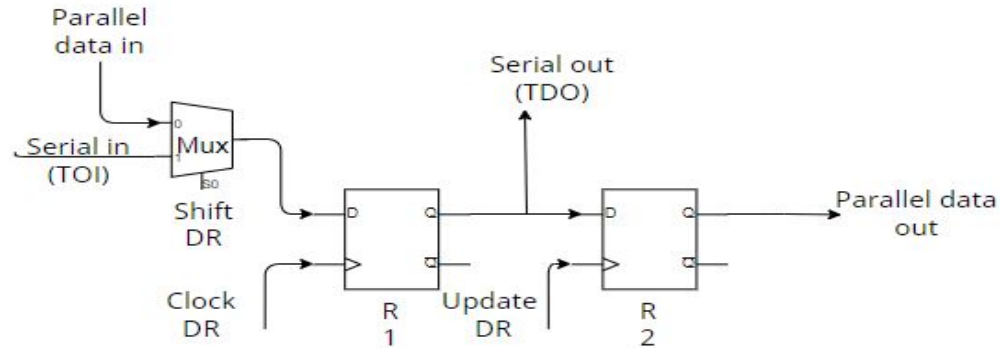 Parallel
data in
Serial out
(TDO)
0
Mux
Serial in
(TOI)
1
S0
Shift
DR
D
Q
Q
D
Q
Q
Parallel data
out
Clock
DR
R
1
Update
DR
R
2